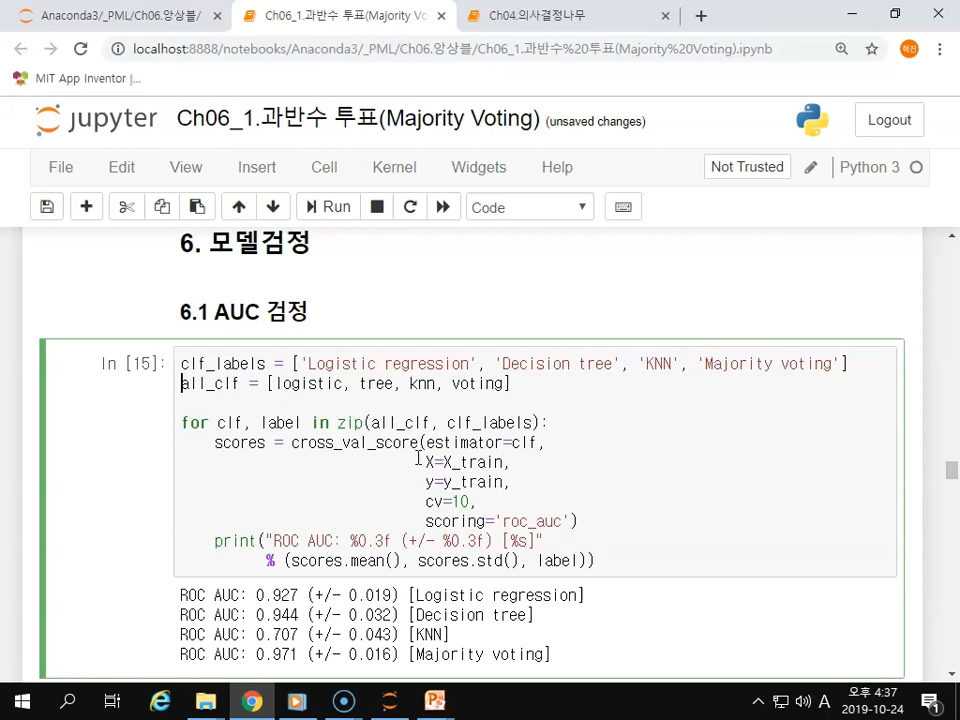 Anaconda3/_PML/Ch06.앙상블/
Ch06_1.과반수 투표(Majority Vo
Ch04.의사결정나무
localhost:8888/notebooks/Anaconda3/_PML/Ch06.앙상블/Ch06_1.과반수%20투표(Majority%20Voting).ipynb
혁진
MIT App Inventor |...
jupyter Ch06_1.과반수 투표(Majority Voting) (unsaved changes)
Logout
File Edit View Insert Cell Kernel Widgets Help
Not Trusted
Python 3
Run
Code
6. 모델검정
6.1 AUC 검정
In [15]:
clf_labels = ['Logistic regression', 'Decision tree', 'KNN', 'Majority voting']
all_clf = [logistic, tree, knn, voting]
for clf, label in zip(all_clf, clf_labels):
scores = cross_val_score(estimator=clf,
X=X_train,
y=y_train,
cv=10,
scoring='roc_auc')
print("ROC AUC: %0.3f (+/- %0.3f) [%s]"
% (scores.mean(), scores.std(), label))
ROC AUC: 0.927 (+/- 0.019) [Logistic regression]
ROC AUC: 0.944 (+/- 0.032) [Decision tree]
ROC AUC: 0.707 (+/- 0.043) [KNN]
ROC AUC: 0.971 (+/- 0.016) [Majority voting]
A
오후 4:37
2019-10-24
1